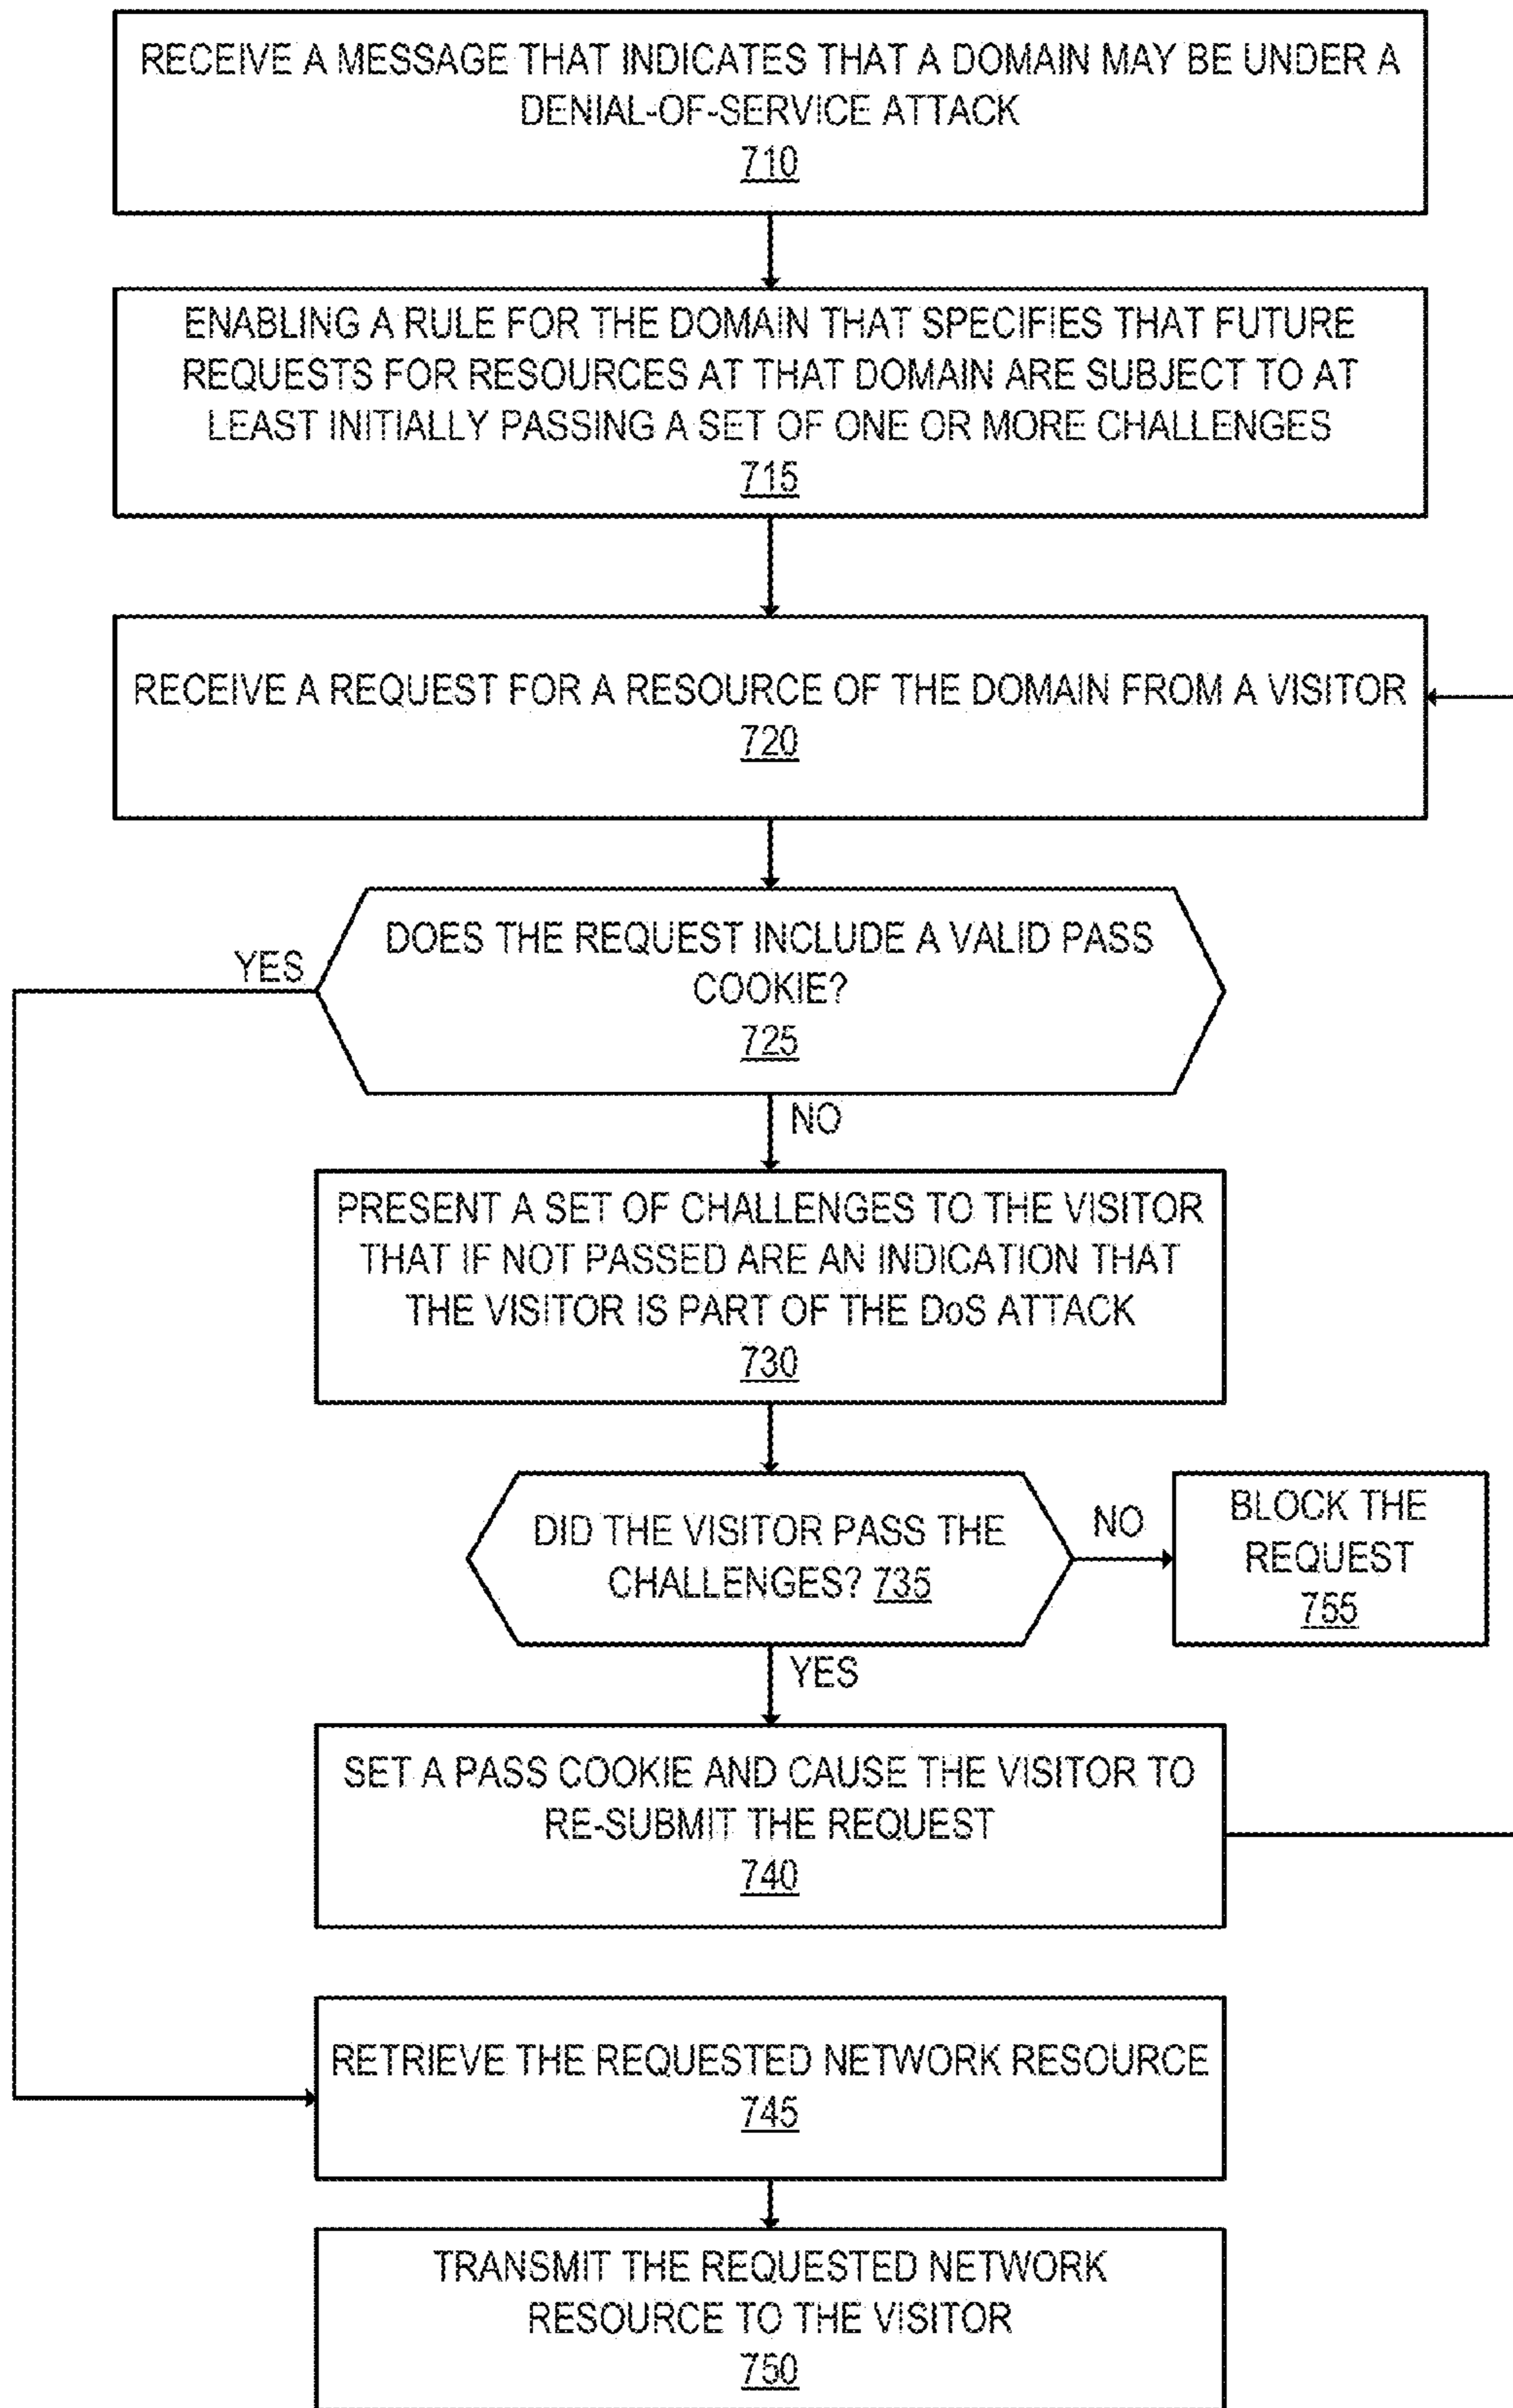 RECEIVE A MESSAGE THAT INDICATES THAT A DOMAIN MAY BE UNDER A
DENIAL-OF-SERVICE ATTACK
710
ENABLING A RULE FOR THE DOMAIN THAT SPECIFIES THAT FUTURE
REQUESTS FOR RESOURCES AT THAT DOMAIN ARE SUBJECT TO AT
LEAST INITIALLY PASSING A SET OF ONE OR MORE CHALLENGES
715
RECEIVE A REQUEST FOR A RESOURCE OF THE DOMAIN FROM A VISITOR
720
DOES THE REQUEST INCLUDE A VALID PASS
COOKIE?
725
YES
NO
PRESENT A SET OF CHALLENGES TO THE VISITOR
THAT IF NOT PASSED ARE AN INDICATION THAT
THE VISITOR IS PART OF THE DoS ATTACK
730
DID THE VISITOR PASS THE
CHALLENGES? 735
NO
BLOCK THE
REQUEST
755
YES
SET A PASS COOKIE AND CAUSE THE VISITOR TO
RE-SUBMIT THE REQUEST
740
RETRIEVE THE REQUESTED NETWORK RESOURCE
745
TRANSMIT THE REQUESTED NETWORK
RESOURCE TO THE VISITOR
750